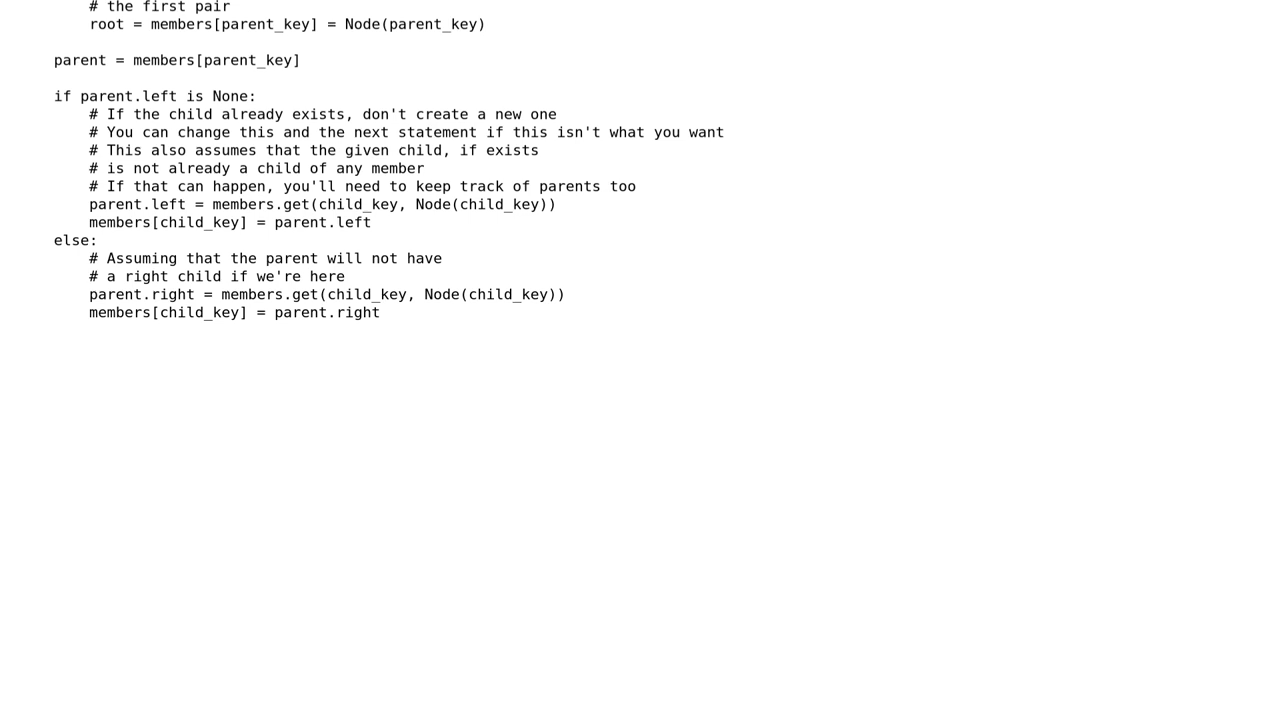 # the first pair
root = members[parent_key] = Node(parent_key)
parent = members[parent_key]
if parent.left is None:
# If the child already exists, don't create a new one
# You can change this and the next statement if this isn't what you want
# This also assumes that the given child, if exists
# is not already a child of any member
# If that can happen, you'll need to keep track of parents too
parent.left = members.get(child_key, Node(child_key))
members[child_key] = parent.left
else:
# Assuming that the parent will not have
# a right child if we're here
parent.right = members.get(child_key, Node(child_key))
members[child_key] = parent.right